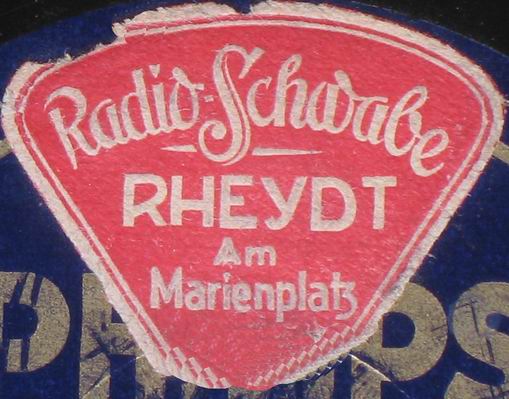 Radio-Schwabe
RHEYDT
Am
Marienplatz